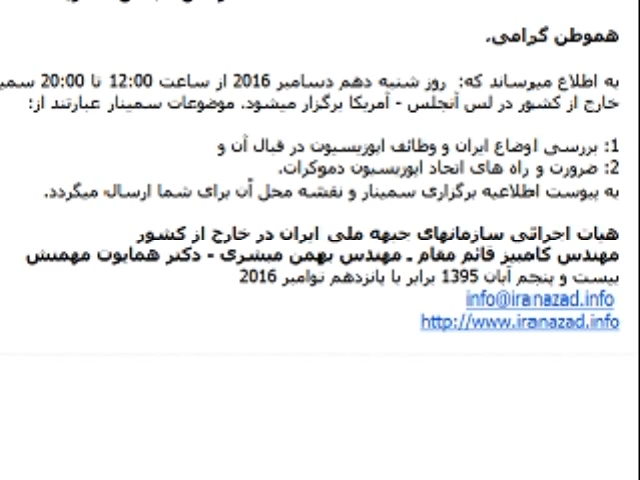 هموطن گرامی،
به اطلاع میرساند که: روز شنبه دهم دسامبر 2016 از ساعت 12:00 تا 20:00
خارج از کشور در لس آنجلس - آمریکا برگزار میشود. موضوعات سمینار عبارتند از:
1: بررسی اوضاع ایران و وظائف اپوزیسیون در قبال آن و
2: ضرورت و راه های اتحاد اپوزیسیون دموکرات.
به پیوست اطلاعیه برگزاری سمینار و نقشه محل آن برای شما ارسال میگردد.
هیات اجرائی سازمانهای جبهه ملی ایران در خارج از کشور
مهندس کامبیز قائم مقام ـ مهندس بهمن مبشری - دکتر همایون مهمنش
بیست و پنجم آبان 1395 برابر با پانزدهم نوامبر 2016
info@iranazad.info
http://www.iranazad.info